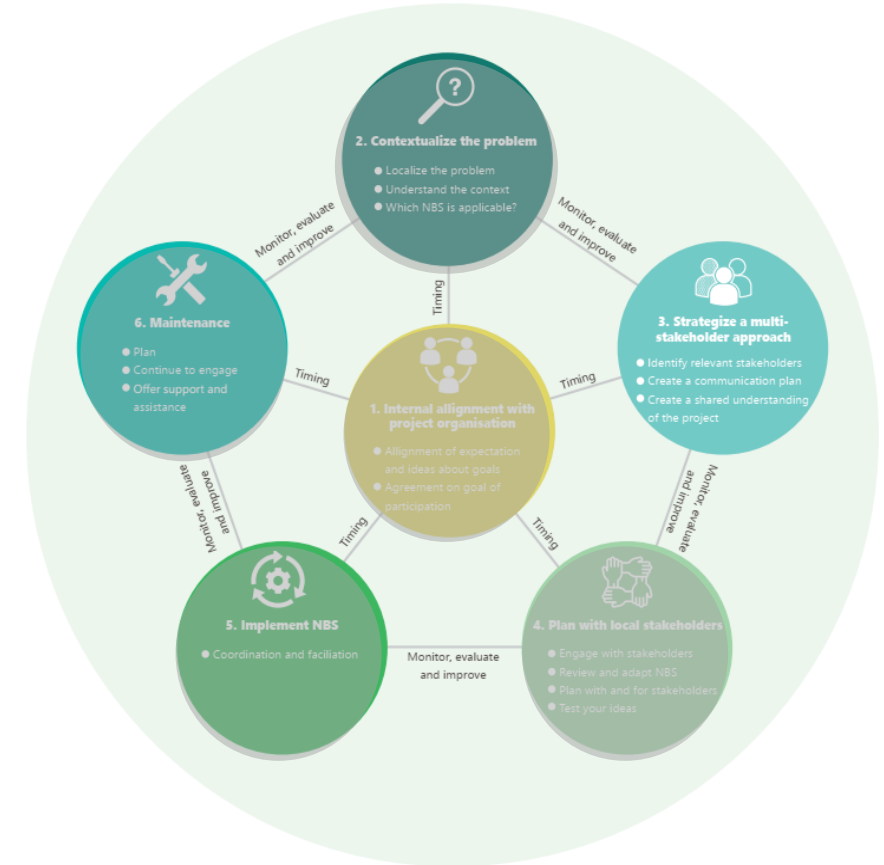 ?
2. Contextualize the problem
Localize the problem
Understand the context
Which NBS is applicable?
Monitor, evaluate
and improve
Monitor, evaluate
and improve
Timing
6. Maintenance
Plan
Continue to engage
Offer support and
assistance
3. Strategize a multi-
stakeholder approach
Identify relevant stakeholders
Create a communication plan
Create a shared understanding
of the project
Timing
Timing
1. Internal allignment with
project organisation
Allignment of expectation
and ideas about goals
Agreement on goal of
participation
Monitor, evaluate
and improve
Monitor, evaluate
and improve
Timing
Timing
5. Implement NBS
Coordination and faciliation
Monitor, evaluate
and improve
4. Plan with local stakeholders
Engage with stakeholders
Review and adapt NBS
Plan with and for stakeholders
Test your ideas